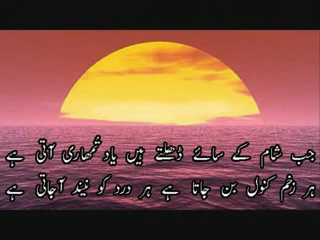 جب شام کے سائے ڈھلتے ہیں یاد تمھاری آتی ہے
ہر زخم کنول بن جاتا ہے ہر درد کو نیند آجاتی ہے